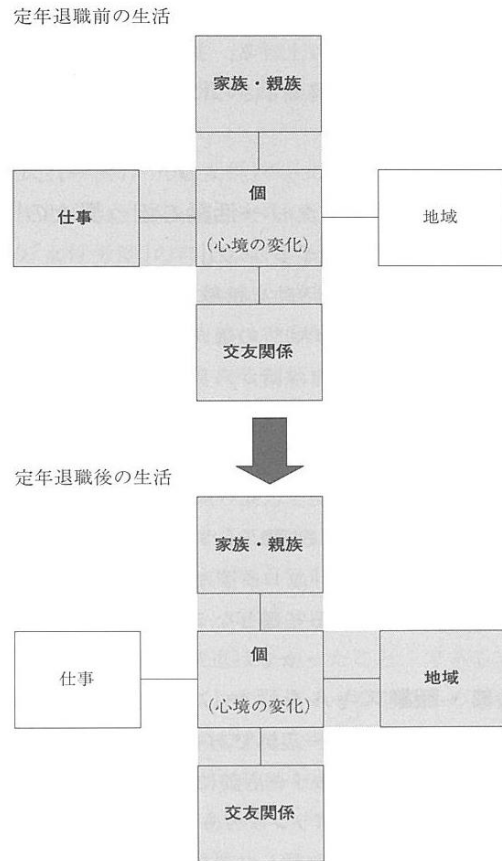 定年退職前の生活
家族・親族
仕事
個
(心境の変化)
地域
交友関係
定年退職後の生活
家族・親族
仕事
個
(心境の変化)
地域
交友関係